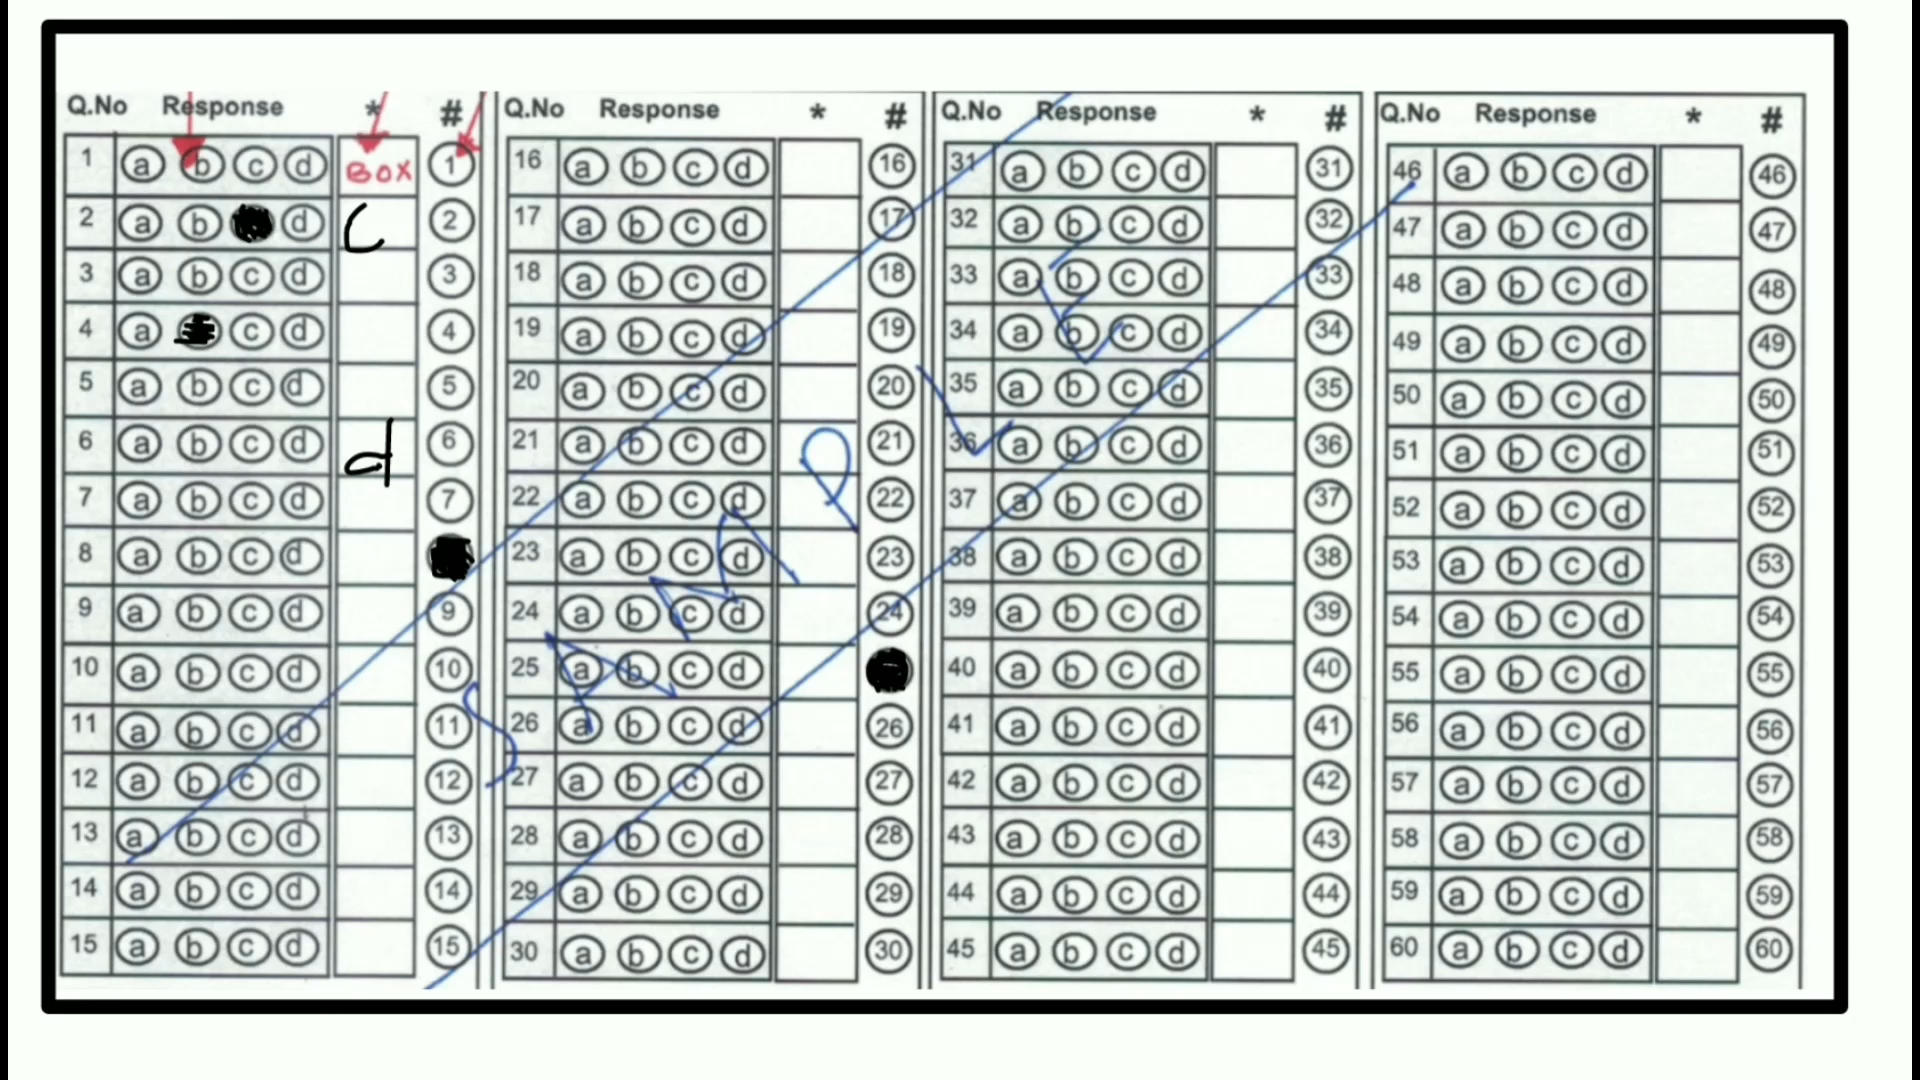 Q.No Response * # Q.No Response * # Q.No Response * # Q.No Response * #
1 a b c d BOX 1 16 a b c d 16 31 a b c d 31 46 a b c d 46
2 a b d C 2 17 a b c d 17 32 a b c d 32 47 a b c d 47
3 a b c d 3 18 a b c d 18 33 a b c d 33 48 a b c d 48
4 a c d 4 19 a b c d 19 34 a b c d 34 49 a b c d 49
5 a b c d 5 20 a b c d 20 35 a b c d 35 50 a b c d 50
6 a b c d d 6 21 a b c d 21 36 a b c d 36 51 a b c d 51
7 a b c d 7 22 a b c d 22 37 a b c d 37 52 a b c d 52
8 a b c d 23 a b c d 23 38 a b c d 38 53 a b c d 53
9 a b c d 9 24 a b c d 24 39 a b c d 39 54 a b c d 54
10 a b c d 10 25 a b c d 40 a b c d 40 55 a b c d 55
11 a b c d 11 26 a b c d 26 41 a b c d 41 56 a b c d 56
12 a b c d 12 27 a b c d 27 42 a b c d 42 57 a b c d 57
13 a b c d 13 28 a b c d 28 43 a b c d 43 58 a b c d 58
14 a b c d 14 29 a b c d 29 44 a b c d 44 59 a b c d 59
15 a b c d 15 30 a b c d 30 45 a b c d 45 60 a b c d 60
SAMPLE